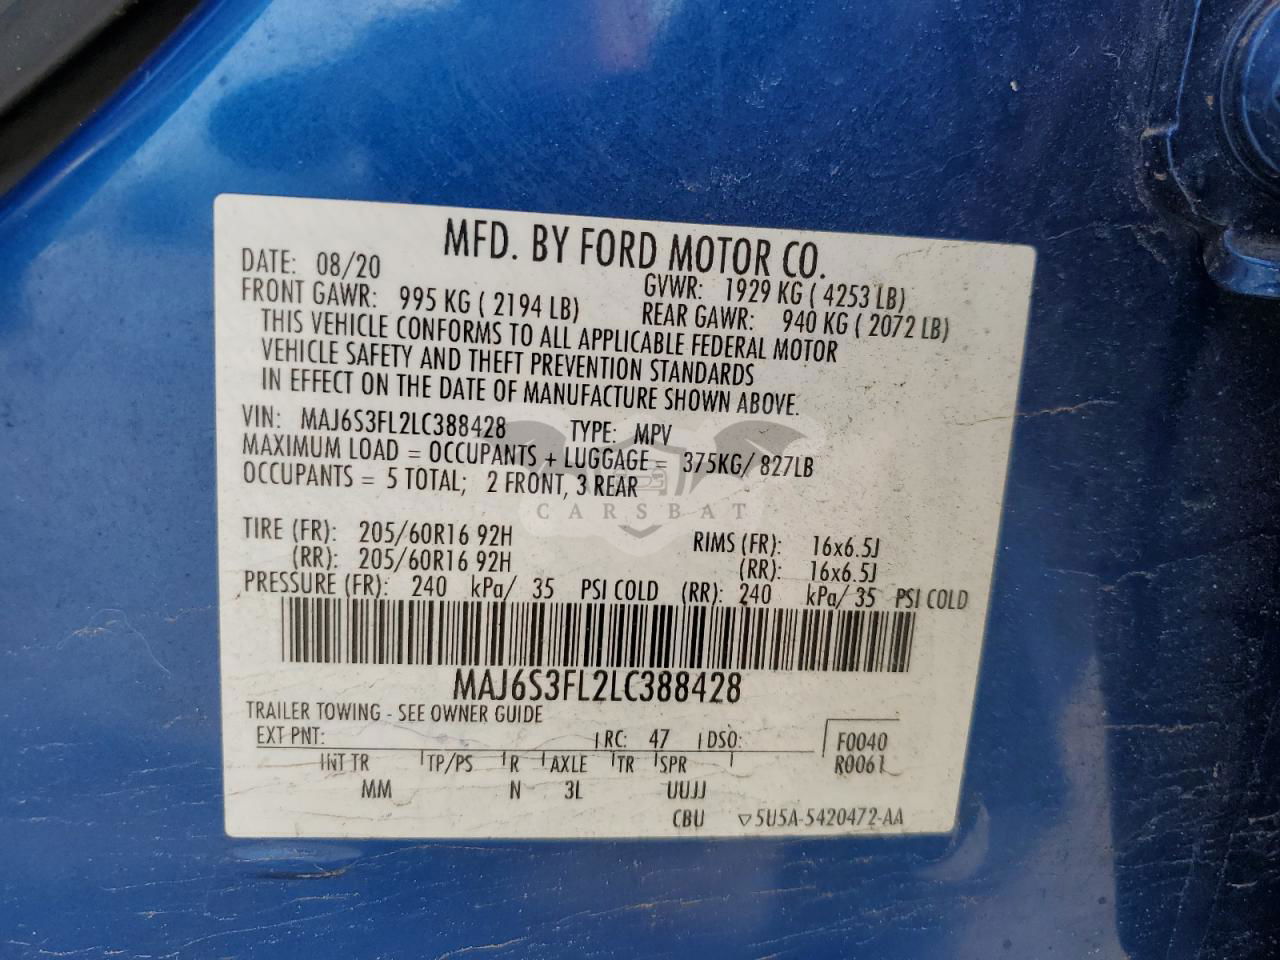 MFD. BY FORD MOTOR CO.
DATE: 08/20 GVWR: 1929 KG ( 4253 LB)
FRONT GAWR: 995 KG ( 2194 LB) REAR GAWR: 940 KG ( 2072 LB)
THIS VEHICLE CONFORMS TO ALL APPLICABLE FEDERAL MOTOR
VEHICLE SAFETY AND THEFT PREVENTION STANDARDS
IN EFFECT ON THE DATE OF MANUFACTURE SHOWN ABOVE.
VIN: MAJ6S3FL2LC388428 TYPE: MPV
MAXIMUM LOAD = OCCUPANTS + LUGGAGE = 375KG/ 827LB
OCCUPANTS = 5 TOTAL; 2 FRONT, 3 REAR
CARSBAT
TIRE (FR): 205/60R16 92H RIMS (FR): 16x6.5J
(RR): 205/60R16 92H (RR): 16x6.5J
PRESSURE (FR): 240 kPa/ 35 PSI COLD (RR): 240 kPa/ 35 PSI COLD
MAJ6S3FL2LC388428
TRAILER TOWING - SEE OWNER GUIDE
EXT PNT: RC: 47 DSO: F0040
INT TR TP/PS R AXLE TR SPR R0061
MM N 3L UUJJ
CBU ▽5U5A-5420472-AA